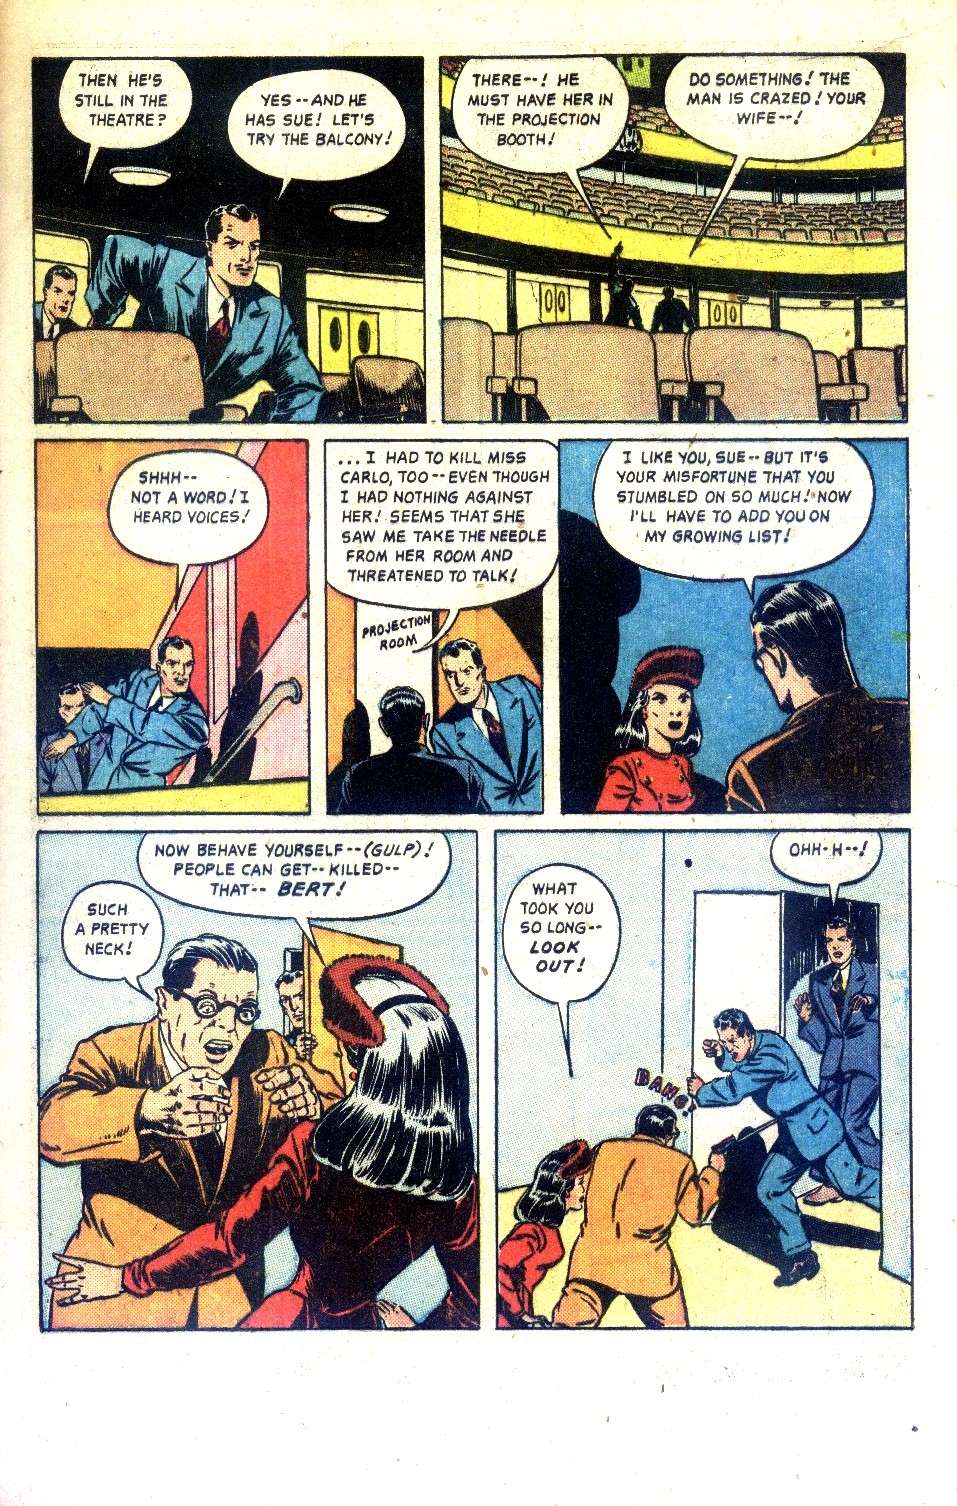 THEN HE'S
STILL IN THE
THEATRE?
YES--AND HE
HAS SUE! LET'S
TRY THE BALCONY!
THERE--! HE
MUST HAVE HER IN
THE PROJECTION
BOOTH!
DO SOMETHING! THE
MAN IS CRAZED! YOUR
WIFE--!
SHHH--
NOT A WORD! I
HEARD VOICES!
...I HAD TO KILL MISS
CARLO, TOO--EVEN THOUGH
I HAD NOTHING AGAINST
HER! SEEMS THAT SHE
SAW ME TAKE THE NEEDLE
FROM HER ROOM AND
THREATENED TO TALK!
PROJECTION
ROOM
I LIKE YOU, SUE--BUT IT'S
YOUR MISFORTUNE THAT YOU
STUMBLED ON SO MUCH! NOW
I'LL HAVE TO ADD YOU ON
MY GROWING LIST!
SUCH
A PRETTY
NECK!
NOW BEHAVE YOURSELF--(GULP)!
PEOPLE CAN GET--KILLED--
THAT-- BERT!
WHAT
TOOK YOU
SO LONG--
LOOK
OUT!
BANG!
OHH-H--!